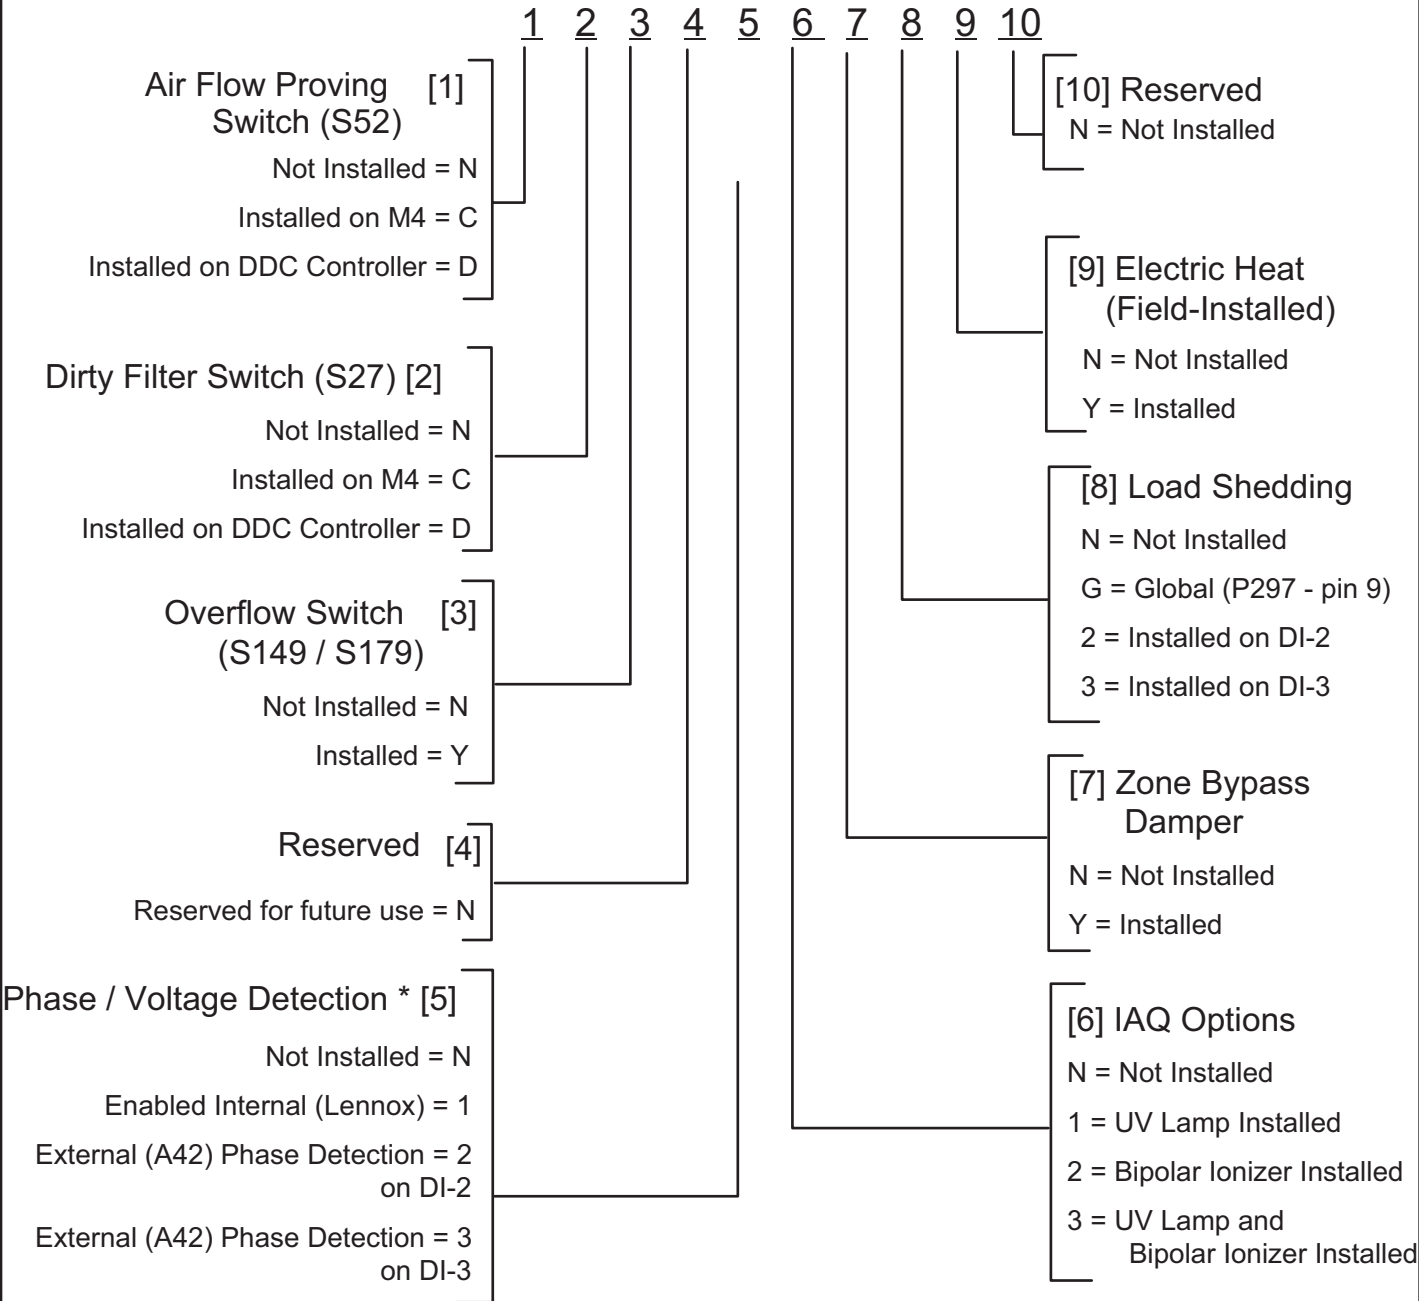 1 2 3 4 5 6 7 8 9 10
Air Flow Proving [1]
Switch (S52)
Not Installed = N
Installed on M4 = C
Installed on DDC Controller = D
Dirty Filter Switch (S27) [2]
Not Installed = N
Installed on M4 = C
Installed on DDC Controller = D
Overflow Switch [3]
(S149 / S179)
Not Installed = N
Installed = Y
Reserved [4]
Reserved for future use = N
Phase / Voltage Detection * [5]
Not Installed = N
Enabled Internal (Lennox) = 1
External (A42) Phase Detection = 2
on DI-2
External (A42) Phase Detection = 3
on DI-3
[10] Reserved
N = Not Installed
[9] Electric Heat
(Field-Installed)
N = Not Installed
Y = Installed
[8] Load Shedding
N = Not Installed
G = Global (P297 - pin 9)
2 = Installed on DI-2
3 = Installed on DI-3
[7] Zone Bypass
Damper
N = Not Installed
Y = Installed
[6] IAQ Options
N = Not Installed
1 = UV Lamp Installed
2 = Bipolar Ionizer Installed
3 = UV Lamp and
Bipolar Ionizer Installed